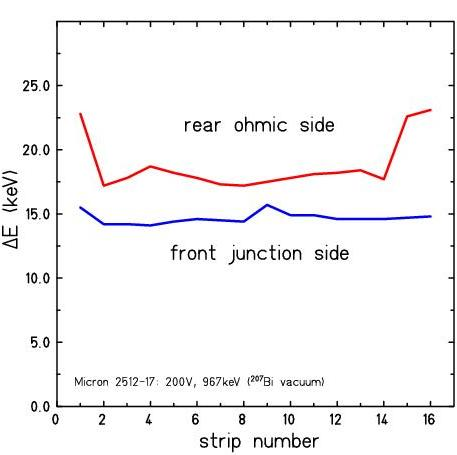 25.0
20.0
15.0
10.0
5.0
0.0
ΔE (keV)
rear ohmic side
front junction side
Micron 2512-17: 200V, 967keV (²⁰⁷Bi vacuum)
0 2 4 6 8 10 12 14 16
strip number